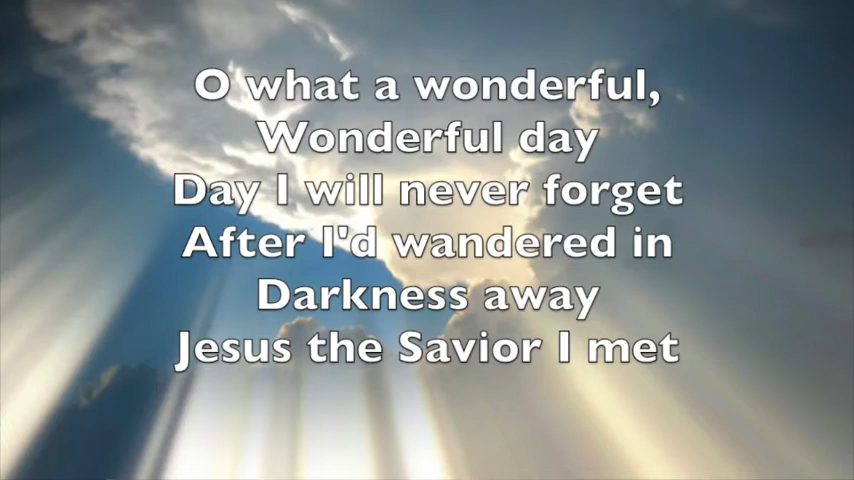 O what a wonderful,
Wonderful day
Day I will never forget
After I'd wandered in
Darkness away
Jesus the Savior I met